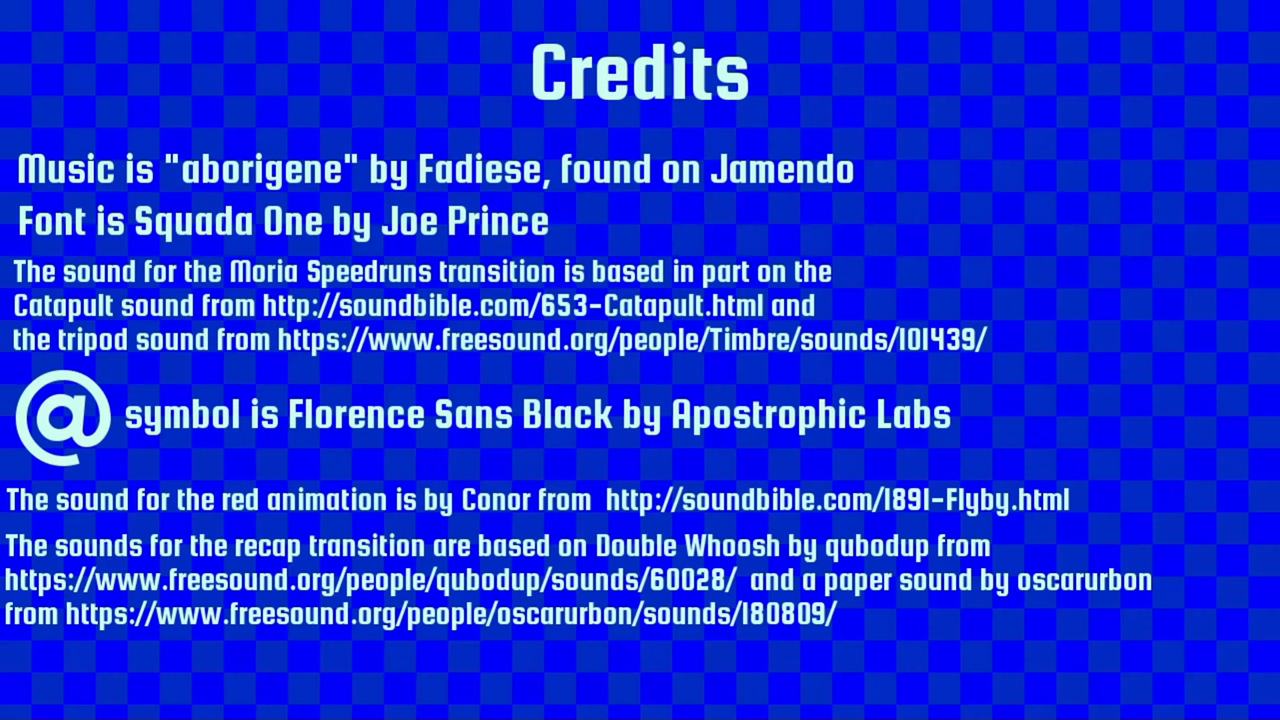 Credits
Music is "aborigene" by Fadiese, found on Jamendo
Font is Squada One by Joe Prince
The sound for the Moria Speedruns transition is based in part on the
Catapult sound from http://soundbible.com/653-Catapult.html and
the tripod sound from https://www.freesound.org/people/Timbre/sounds/101439/
@ symbol is Florence Sans Black by Apostrophic Labs
The sound for the red animation is by Conor from http://soundbible.com/1891-Flyby.html
The sounds for the recap transition are based on Double Whoosh by qubodup from
https://www.freesound.org/people/qubodup/sounds/60028/ and a paper sound by oscarurbon
from https://www.freesound.org/people/oscarurbon/sounds/180809/